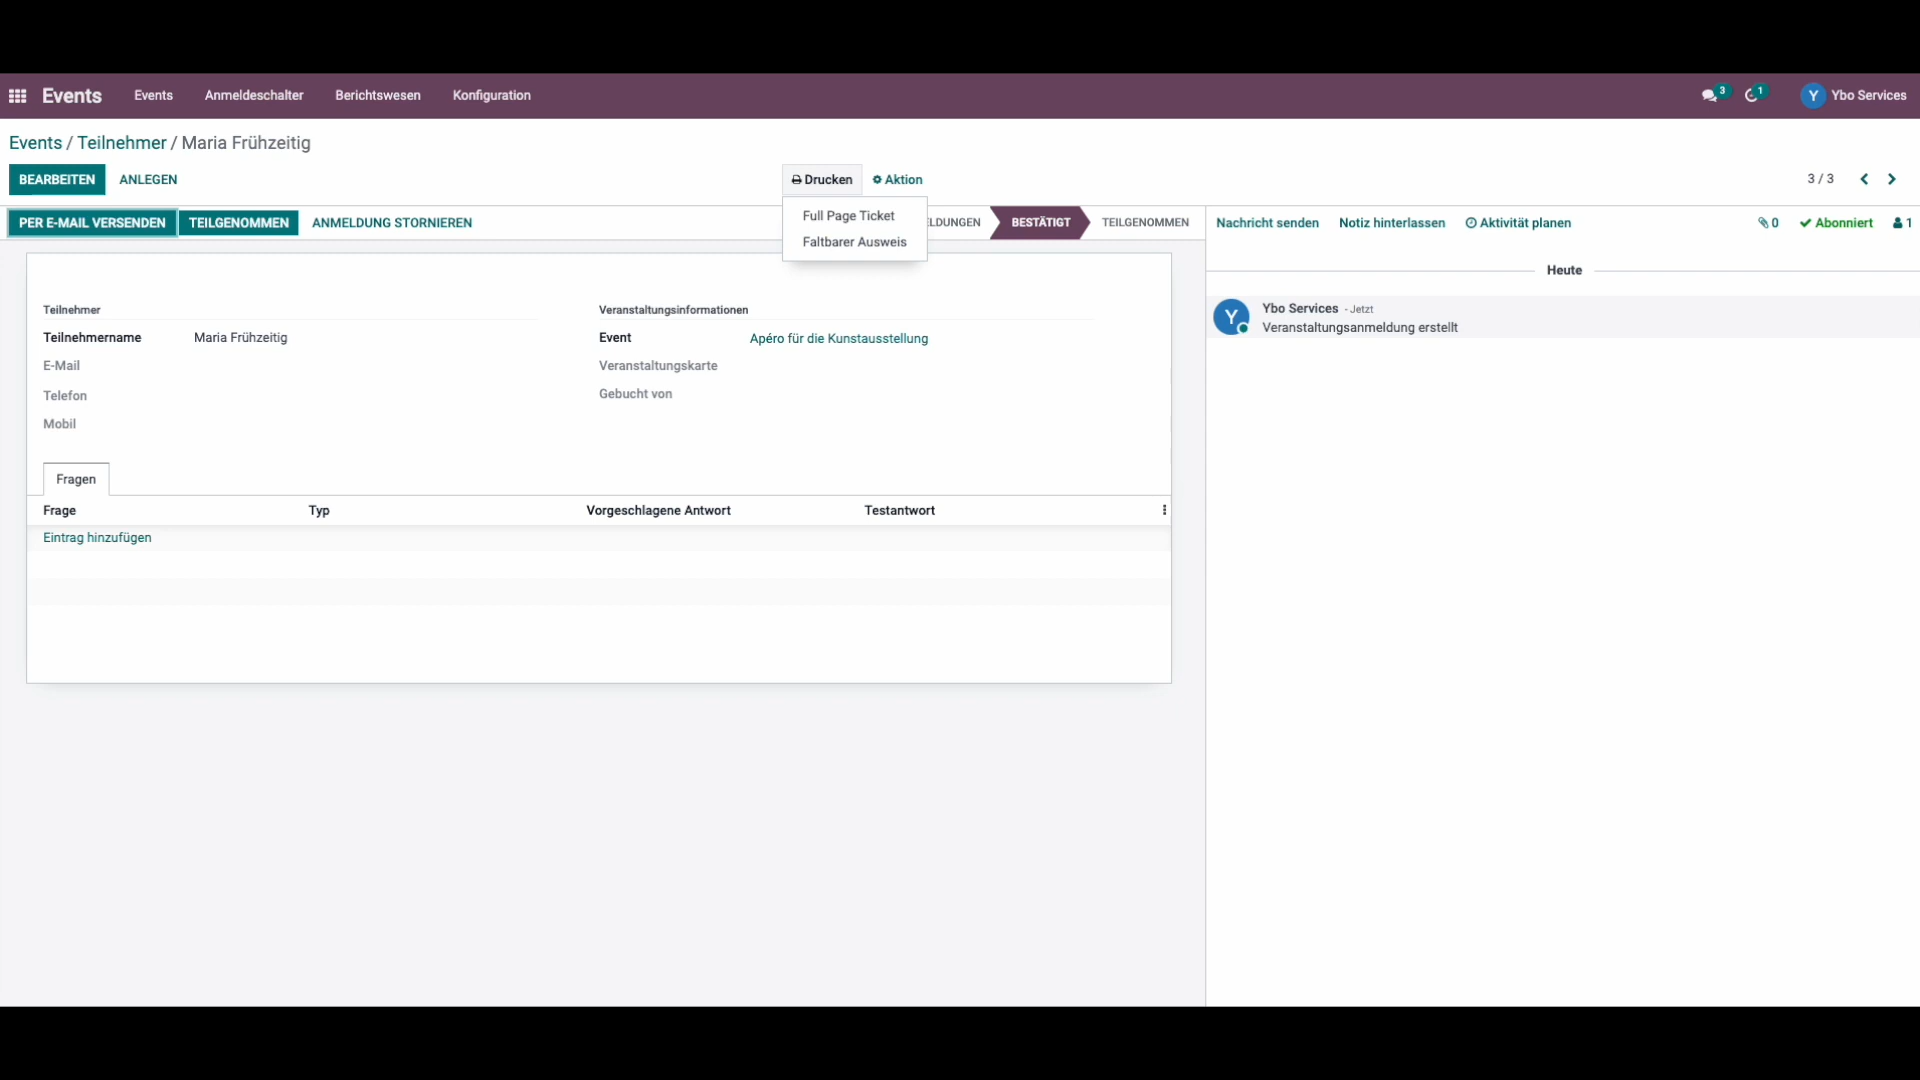 Events Events Anmeldeschalter Berichtswesen Konfiguration 3 1 Y Ybo Services
Events / Teilnehmer / Maria Frühzeitig
BEARBEITEN ANLEGEN Drucken Aktion 3 / 3
Full Page Ticket
Faltbarer Ausweis
PER E-MAIL VERSENDEN TEILGENOMMEN ANMELDUNG STORNIEREN BESTÄTIGT TEILGENOMMEN
Nachricht senden Notiz hinterlassen Aktivität planen 0 Abonniert 1
Heute
Y Ybo Services - Jetzt
Veranstaltungsanmeldung erstellt
Teilnehmer
Teilnehmername Maria Frühzeitig
E-Mail
Telefon
Mobil
Veranstaltungsinformationen
Event Apéro für die Kunstausstellung
Veranstaltungskarte
Gebucht von
Fragen
Frage Typ Vorgeschlagene Antwort Testantwort
Eintrag hinzufügen